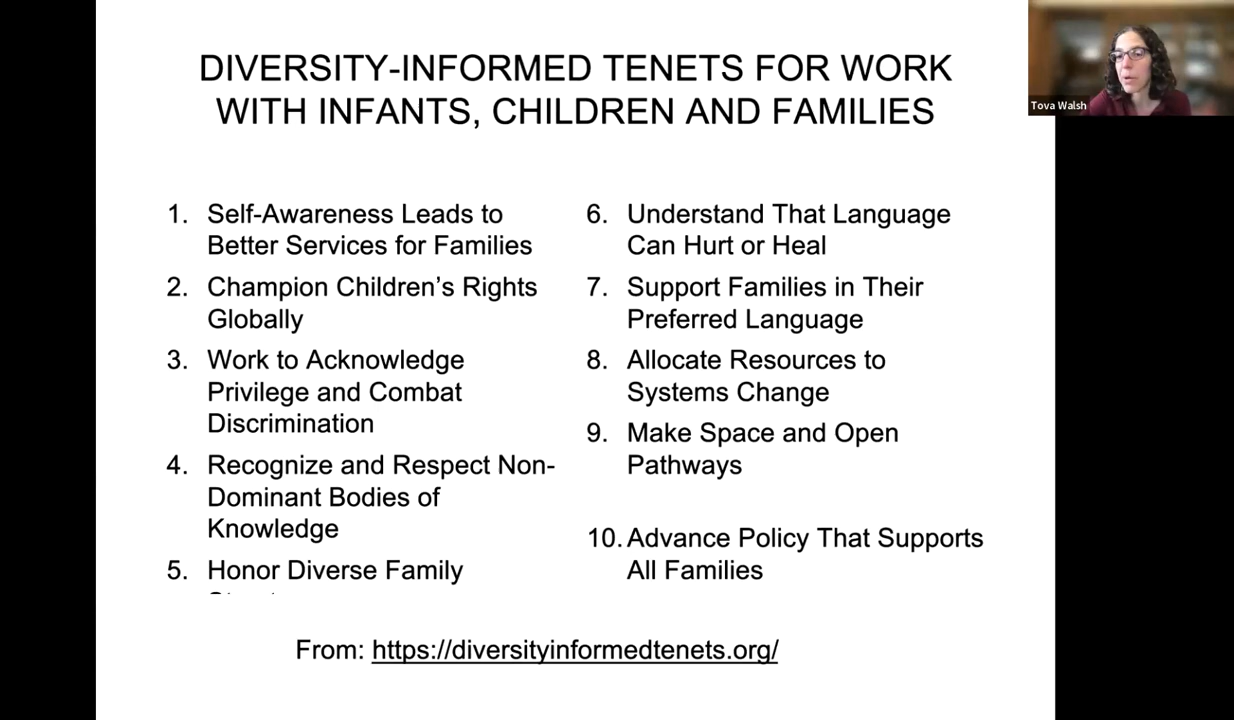 DIVERSITY-INFORMED TENETS FOR WORK
WITH INFANTS, CHILDREN AND FAMILIES
Tova Walsh
1. Self-Awareness Leads to
Better Services for Families
2. Champion Children's Rights
Globally
3. Work to Acknowledge
Privilege and Combat
Discrimination
4. Recognize and Respect Non-
Dominant Bodies of
Knowledge
5. Honor Diverse Family
6. Understand That Language
Can Hurt or Heal
7. Support Families in Their
Preferred Language
8. Allocate Resources to
Systems Change
9. Make Space and Open
Pathways
10. Advance Policy That Supports
All Families
From: https://diversityinformedtenets.org/